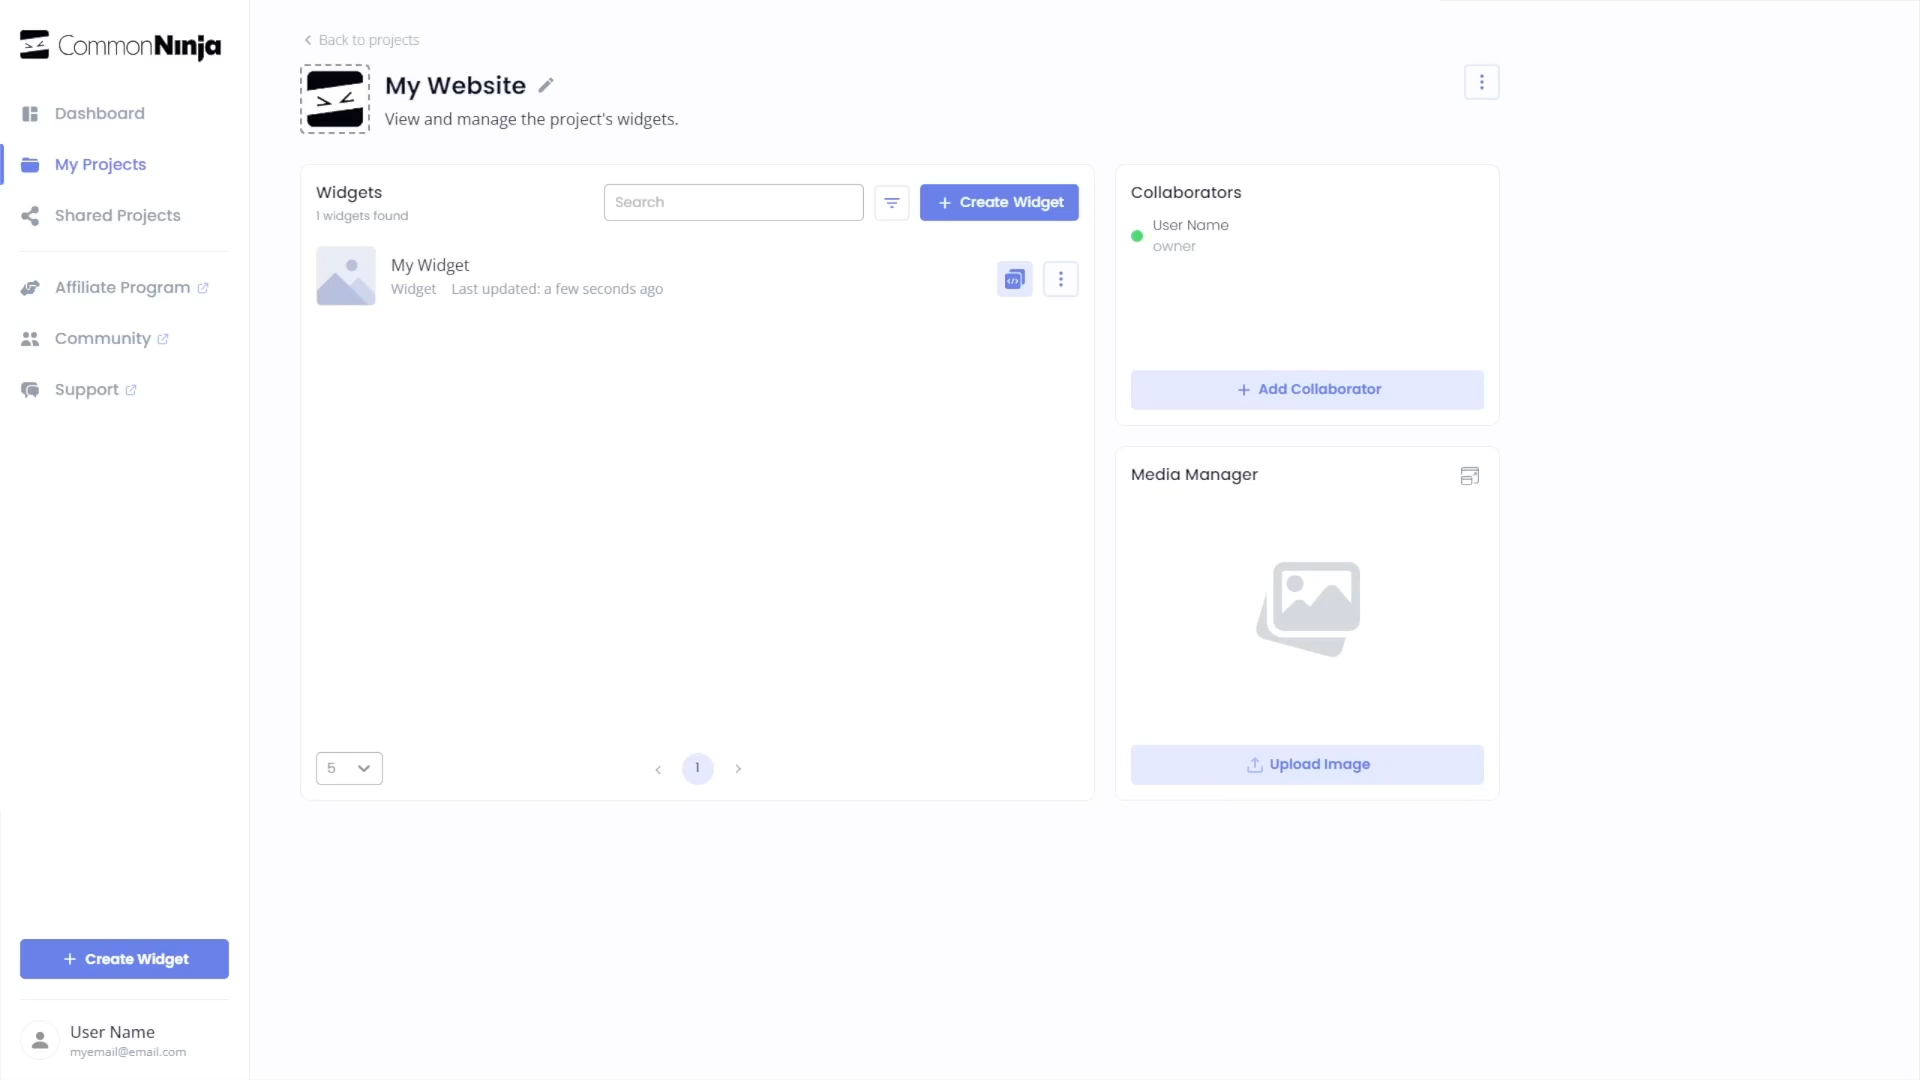 CommonNinja
Dashboard
My Projects
Shared Projects
Affiliate Program
Community
Support
Create Widget
User Name
myemail@email.com
Back to projects
My Website
View and manage the project's widgets.
Widgets
1 widgets found
Search
Create Widget
My Widget
Widget Last updated: a few seconds ago
5
1
Collaborators
User Name
owner
Add Collaborator
Media Manager
Upload Image